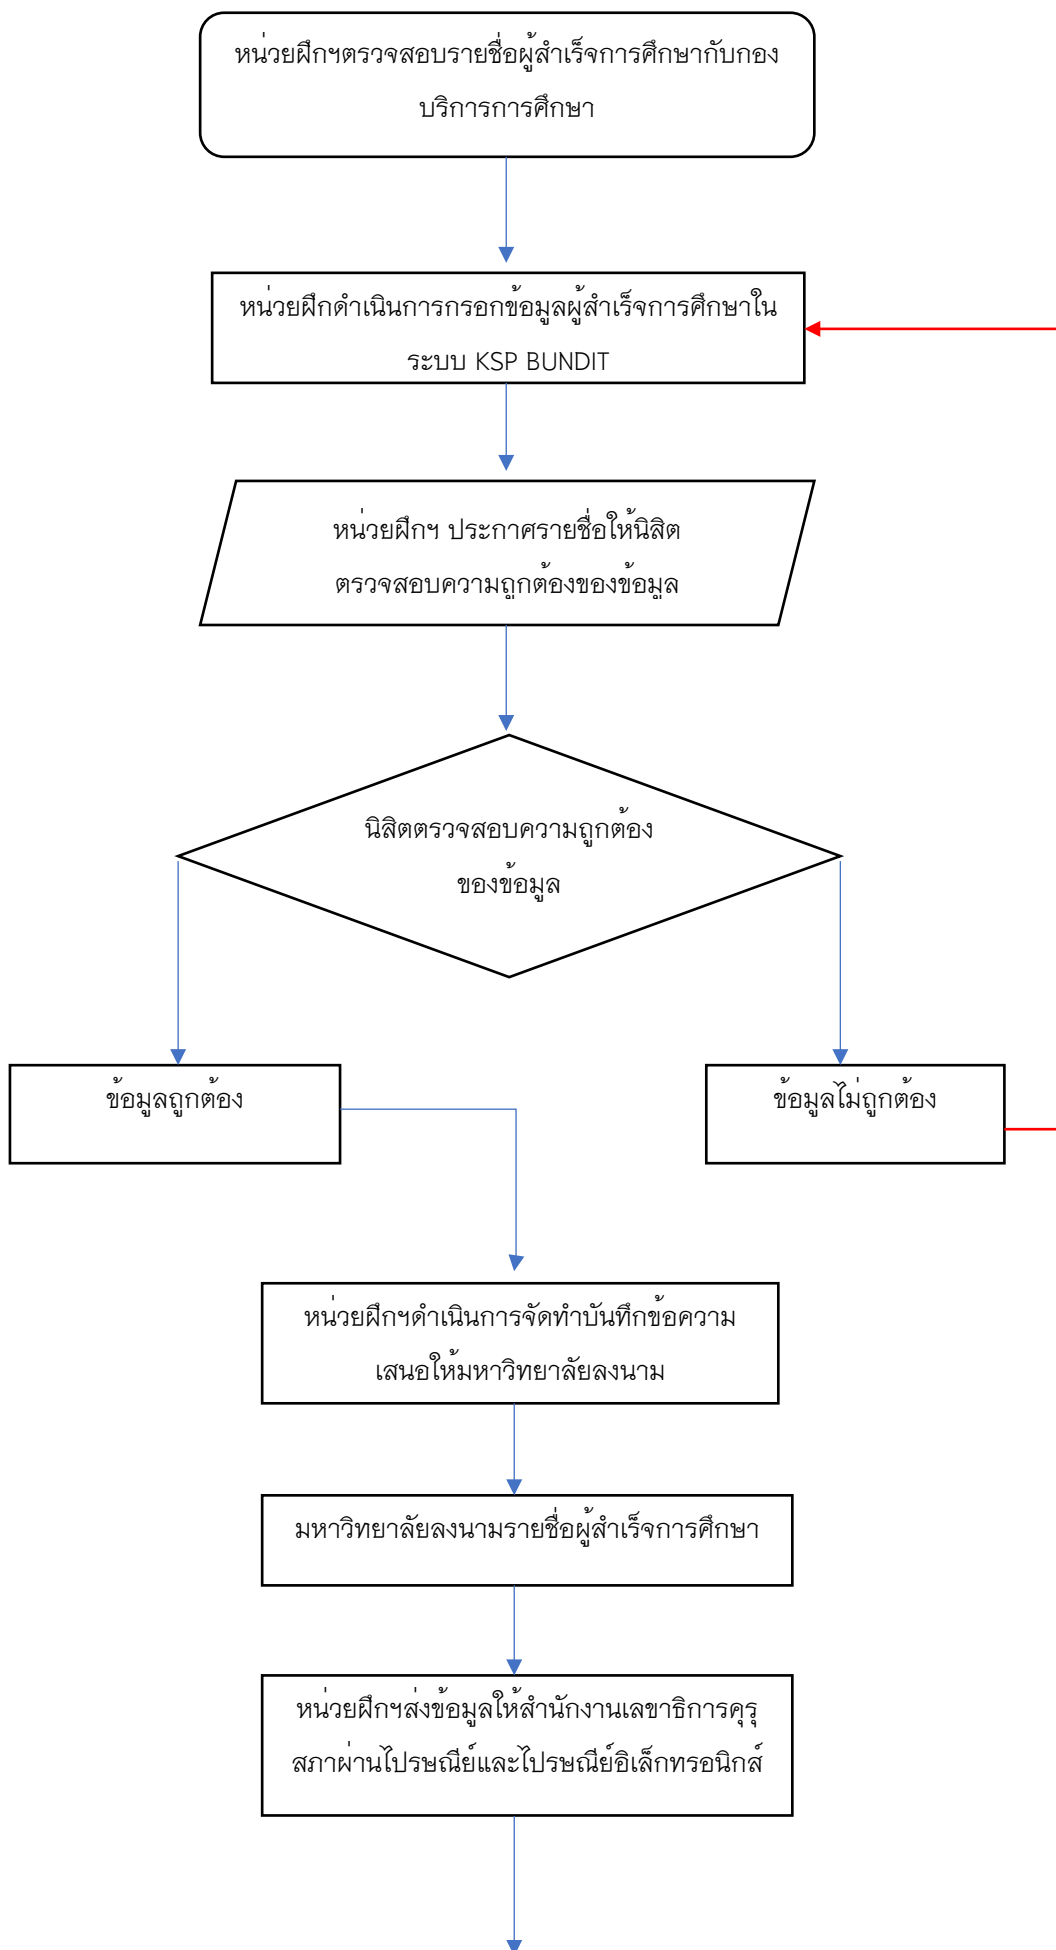 หน่วยฝึกฯตรวจสอบรายชื่อผู้สำเร็จการศึกษากับกอง
บริการการศึกษา
หน่วยฝึกดำเนินการกรอกข้อมูลผู้สำเร็จการศึกษาใน
ระบบ KSP BUNDIT
หน่วยฝึกฯ ประกาศรายชื่อให้นิสิต
ตรวจสอบความถูกต้องของข้อมูล
นิสิตตรวจสอบความถูกต้อง
ของข้อมูล
ข้อมูลถูกต้อง
ข้อมูลไม่ถูกต้อง
หน่วยฝึกฯดำเนินการจัดทำบันทึกข้อความ
เสนอให้มหาวิทยาลัยลงนาม
มหาวิทยาลัยลงนามรายชื่อผู้สำเร็จการศึกษา
หน่วยฝึกฯส่งข้อมูลให้สำนักงานเลขาธิการคุรุ
สภาผ่านไปรษณีย์และไปรษณีย์อิเล็กทรอนิกส์